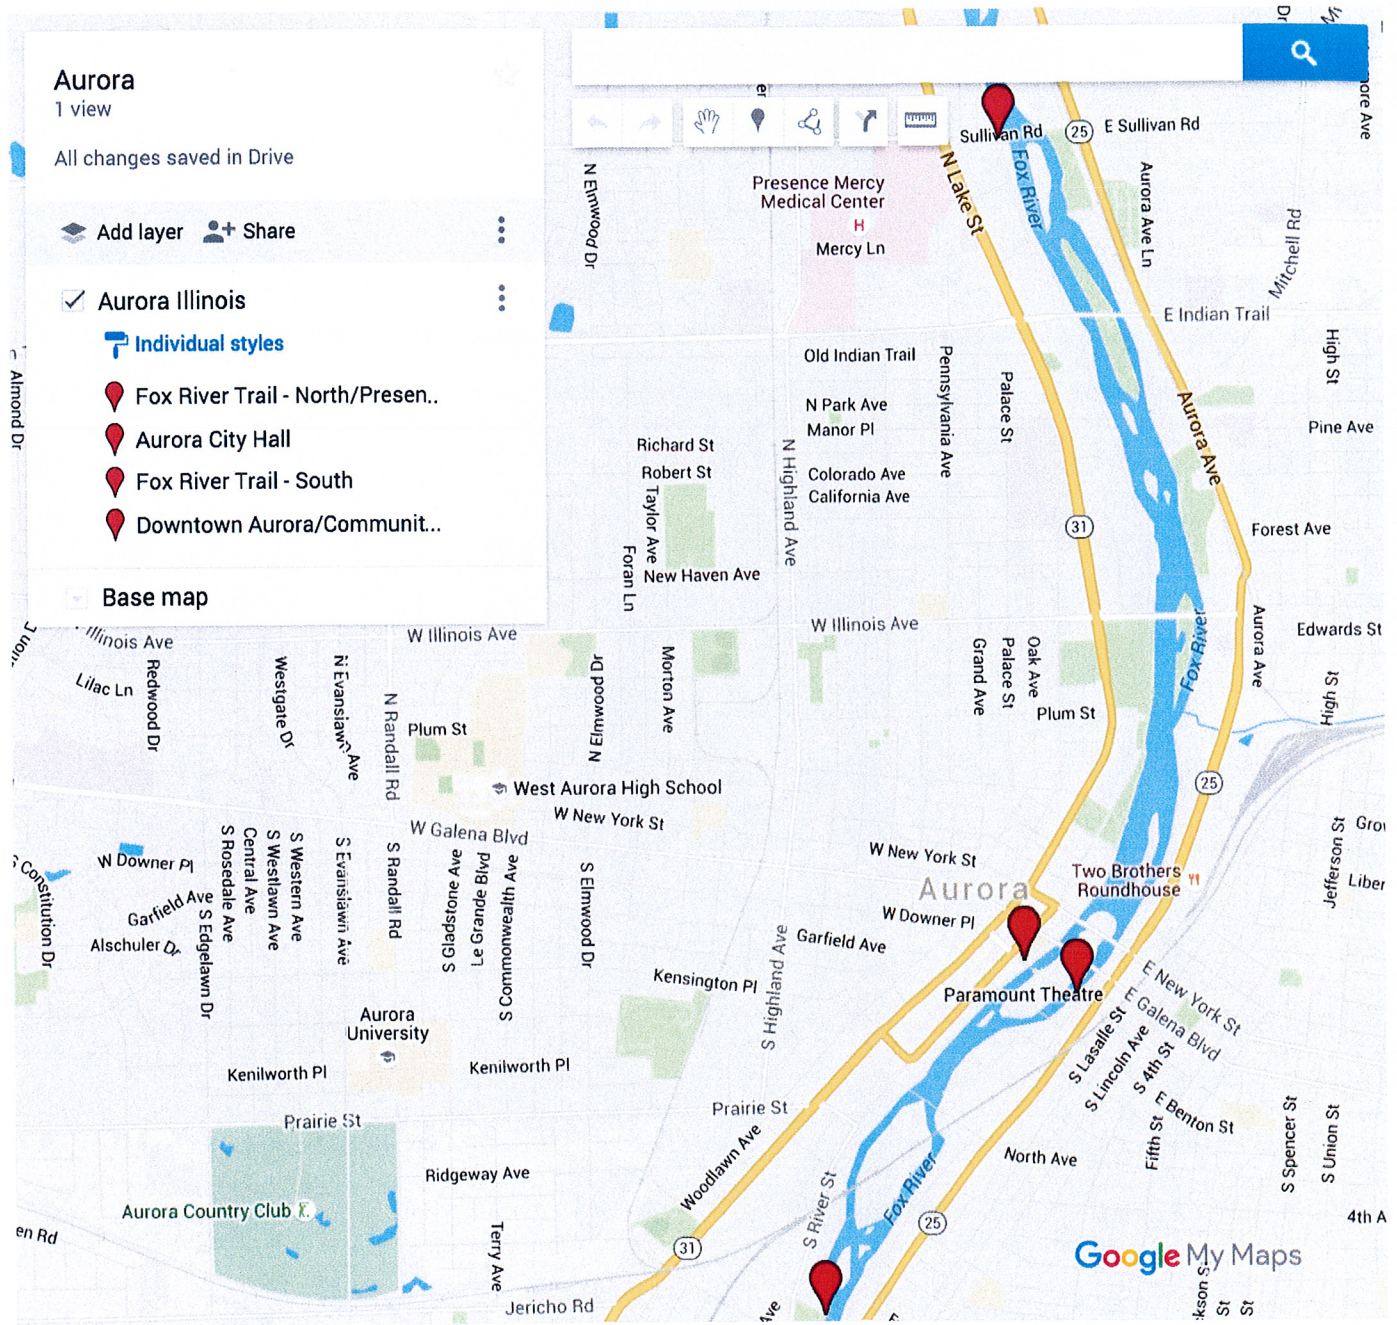 Aurora
1 view
All changes saved in Drive
Add layer
Share
Aurora Illinois
Individual styles
Fox River Trail - North/Presen..
Aurora City Hall
Fox River Trail - South
Downtown Aurora/Communit...
Base map
Sullivan Rd
25
E Sullivan Rd
N Lake St
Fox River
Aurora Ave Ln
Mitchell Rd
N Elmwood Dr
Presence Mercy
Medical Center
H
Mercy Ln
E Indian Trail
Almond Dr
Old Indian Trail
Pennsylvania Ave
Palace St
High St
N Park Ave
Manor Pl
Aurora Ave
Pine Ave
Richard St
Robert St
N Highland Ave
Colorado Ave
California Ave
Taylor Ave
31
Forest Ave
Foran Ln
New Haven Ave
Illinois Ave
W Illinois Ave
W Illinois Ave
Fox River
Aurora Ave
Edwards St
Lilac Ln
Redwood Dr
Westgate Dr
N Evanslawn Ave
N Randall Rd
Plum St
N Elmwood Dr
Morton Ave
Grand Ave
Palace St
Oak Ave
Plum St
High St
West Aurora High School
25
W New York St
W Galena Blvd
W New York St
Jefferson St
S Constitution Dr
W Downer Pl
Garfield Ave
Alschuler Dr
S Edgelawn Dr
S Rosedale Ave
Central Ave
S Westlawn Ave
S Western Ave
S Evanslawn Ave
S Randall Rd
S Gladstone Ave
Le Grande Blvd
S Commonwealth Ave
S Elmwood Dr
Two Brothers
Roundhouse
Aurora
W Downer Pl
Garfield Ave
Kensington Pl
S Highland Ave
Paramount Theatre
E New York St
E Galena Blvd
S Lasalle St
S Lincoln Ave
S 4th St
E Benton St
Fifth St
S Spencer St
S Union St
Aurora
University
Kenilworth Pl
Kenilworth Pl
Prairie St
Prairie St
North Ave
Woodlawn Ave
Ridgeway Ave
Aurora Country Club
Terry Ave
S River St
Fox River
25
31
4th A
en Rd
Jericho Rd
Google My Maps